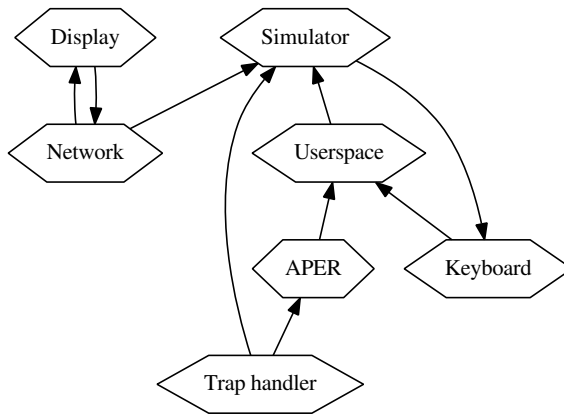 Display
Simulator
Network
Userspace
APER
Keyboard
Trap handler